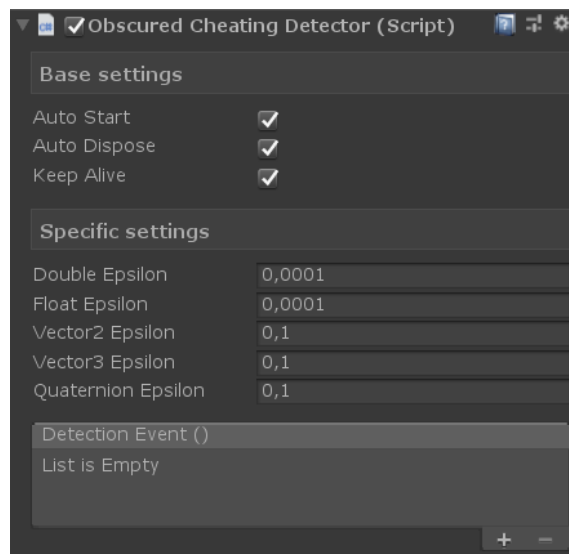 Obscured Cheating Detector (Script)
Base settings
Auto Start
Auto Dispose
Keep Alive
Specific settings
Double Epsilon 0,0001
Float Epsilon 0,0001
Vector2 Epsilon 0,1
Vector3 Epsilon 0,1
Quaternion Epsilon 0,1
Detection Event ()
List is Empty
+ −